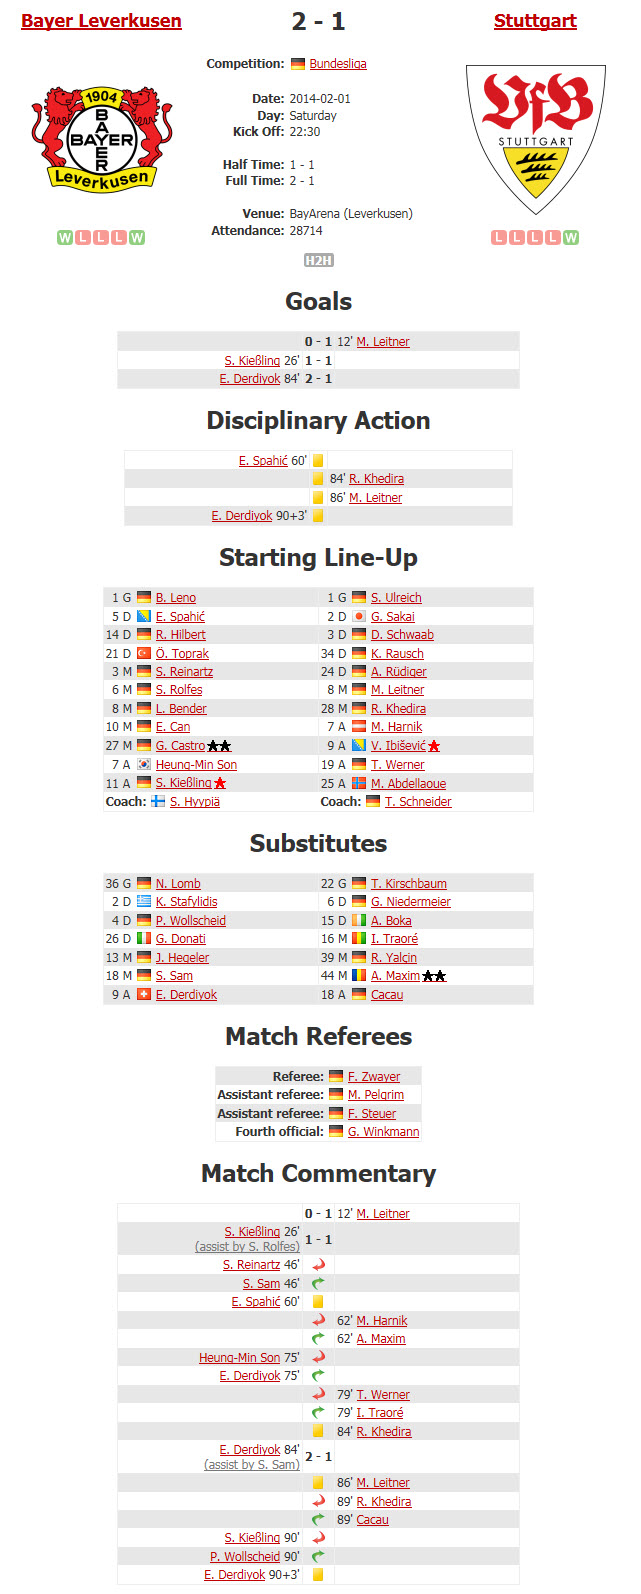 Bayer Leverkusen 2 - 1 Stuttgart
Competition: Bundesliga
1904
BAYER
BAYER
Leverkusen
VfB
STUTTGART
Date: 2014-02-01
Day: Saturday
Kick Off: 22:30
Half Time: 1 - 1
Full Time: 2 - 1
Venue: BayArena (Leverkusen)
Attendance: 28714
W L L L W
L L L L W
H2H
Goals
0 - 1 12' M. Leitner
S. Kießling 26' 1 - 1
E. Derdiyok 84' 2 - 1
Disciplinary Action
E. Spahić 60'
84' R. Khedira
86' M. Leitner
E. Derdiyok 90+3'
Starting Line-Up
1 G B. Leno 1 G S. Ulreich
5 D E. Spahić 2 D G. Sakai
14 D R. Hilbert 3 D D. Schwaab
21 D Ö. Toprak 34 D K. Rausch
3 M S. Reinartz 24 D A. Rüdiger
6 M S. Rolfes 8 M M. Leitner
8 M L. Bender 28 M R. Khedira
10 M E. Can 7 A M. Harnik
27 M G. Castro 9 A V. Ibišević
7 A Heung-Min Son 19 A T. Werner
11 A S. Kießling 25 A M. Abdellaoue
Coach: S. Hyypiä Coach: T. Schneider
Substitutes
36 G N. Lomb 22 G T. Kirschbaum
2 D K. Stafylidis 6 D G. Niedermeier
4 D P. Wollscheid 15 D A. Boka
26 D G. Donati 16 M I. Traoré
13 M J. Hegeler 39 M R. Yalçin
18 M S. Sam 44 M A. Maxim
9 A E. Derdiyok 18 A Cacau
Match Referees
Referee: F. Zwayer
Assistant referee: M. Pelgrim
Assistant referee: F. Steuer
Fourth official: G. Winkmann
Match Commentary
0 - 1 12' M. Leitner
S. Kießling 26' 1 - 1
(assist by S. Rolfes)
S. Reinartz 46'
S. Sam 46'
E. Spahić 60'
62' M. Harnik
62' A. Maxim
Heung-Min Son 75'
E. Derdiyok 75'
79' T. Werner
79' I. Traoré
84' R. Khedira
E. Derdiyok 84' 2 - 1
(assist by S. Sam)
86' M. Leitner
89' R. Khedira
89' Cacau
S. Kießling 90'
P. Wollscheid 90'
E. Derdiyok 90+3'